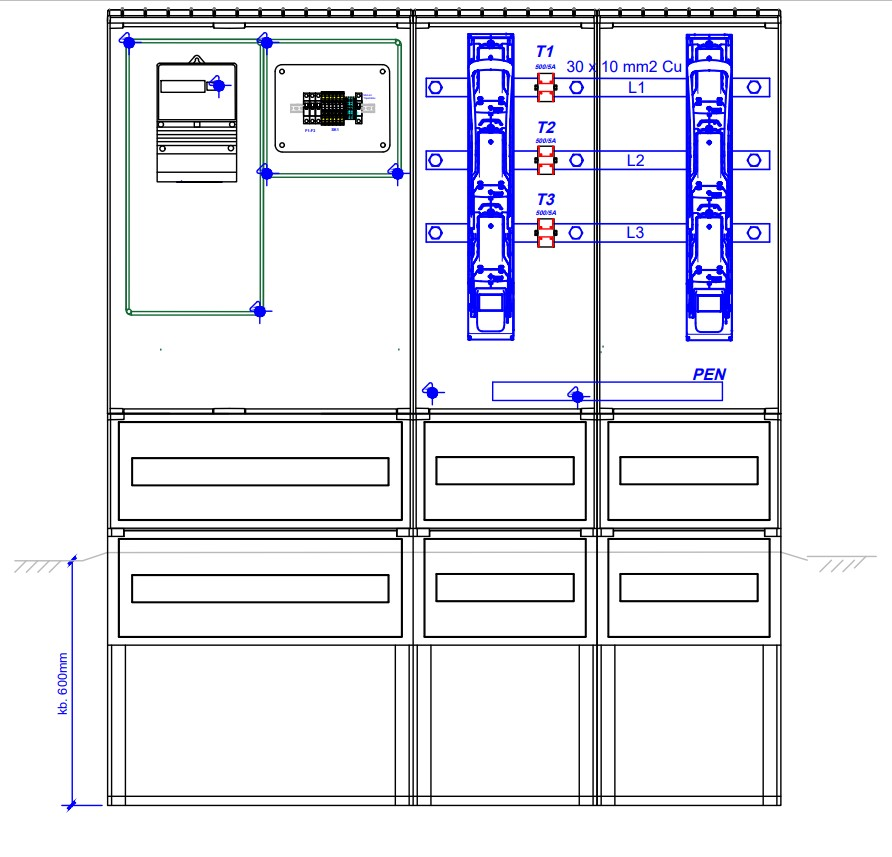 T1
500/5A
30 x 10 mm2 Cu
L1
T2
500/5A
L2
T3
500/5A
L3
PEN
kb. 600mm